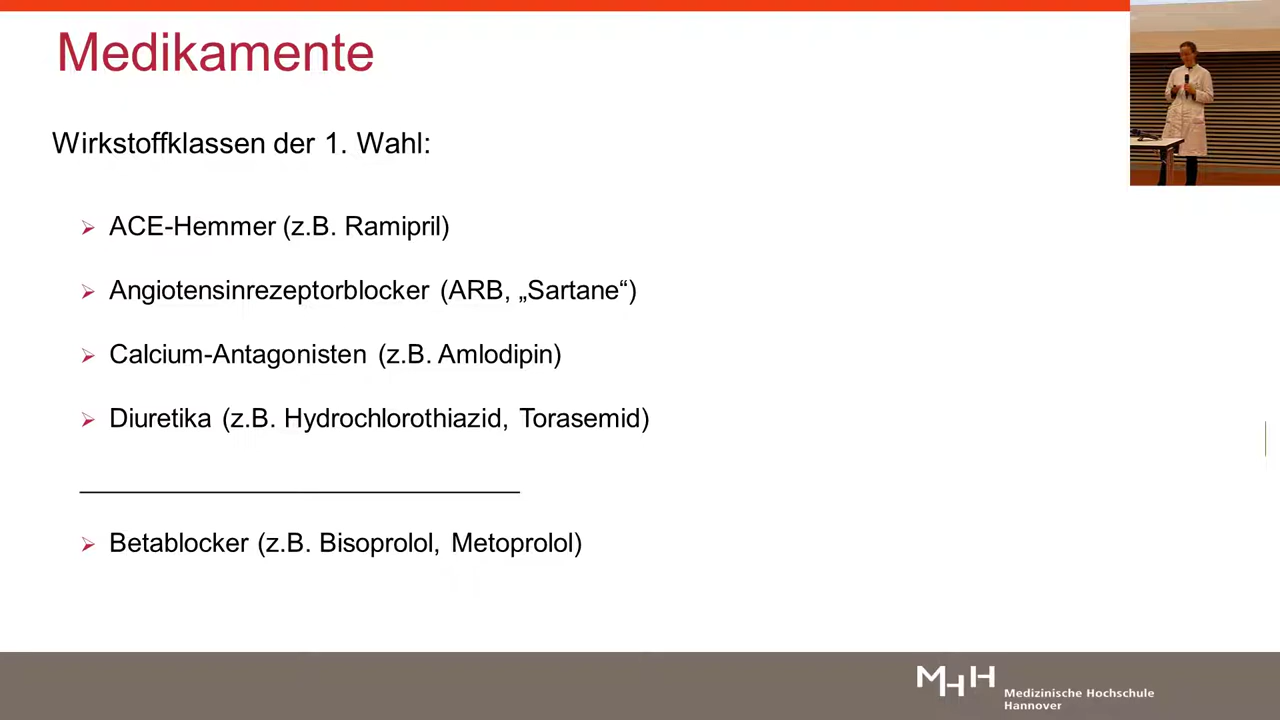 Medikamente
Wirkstoffklassen der 1. Wahl:
ACE-Hemmer (z.B. Ramipril)
Angiotensinrezeptorblocker (ARB, „Sartane“)
Calcium-Antagonisten (z.B. Amlodipin)
Diuretika (z.B. Hydrochlorothiazid, Torasemid)
Betablocker (z.B. Bisoprolol, Metoprolol)
MHH
Medizinische Hochschule
Hannover